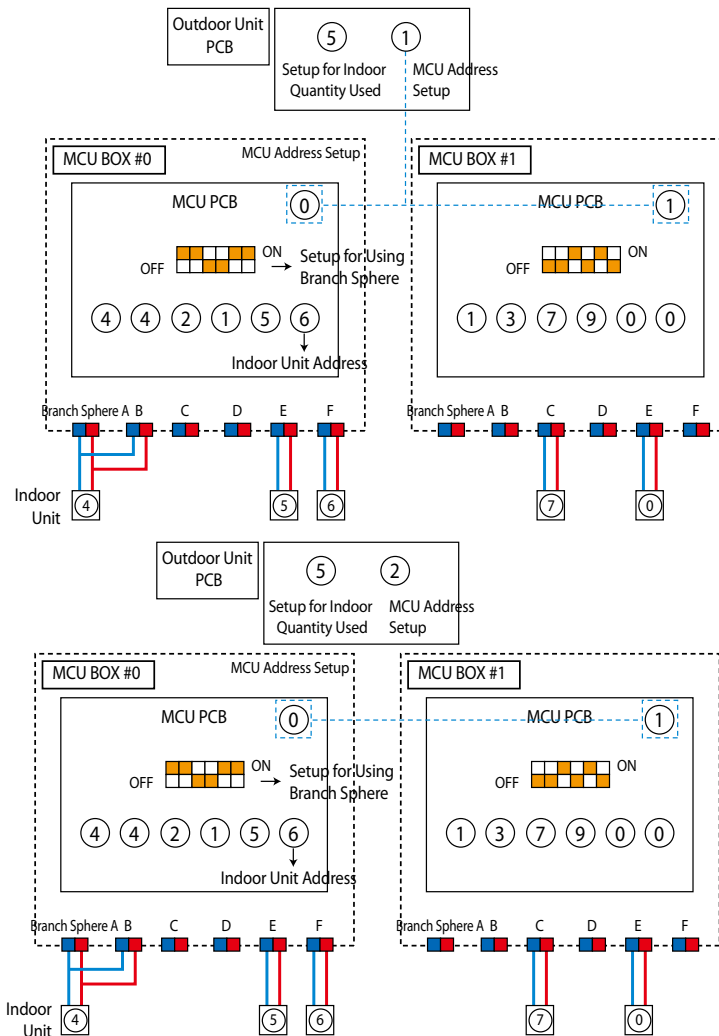 Outdoor Unit
PCB
5 1
Setup for Indoor
Quantity Used
MCU Address
Setup
MCU BOX #0
MCU Address Setup
MCU PCB
0
ON
OFF
Setup for Using
Branch Sphere
4 4 2 1 5 6
Indoor Unit Address
Branch Sphere A B C D E F
Indoor
Unit
4 5 6
MCU BOX #1
MCU PCB
1
ON
OFF
1 3 7 9 0 0
Branch Sphere A B C D E F
7 0
Outdoor Unit
PCB
5 2
Setup for Indoor
Quantity Used
MCU Address
Setup
MCU BOX #0
MCU Address Setup
MCU PCB
0
ON
OFF
Setup for Using
Branch Sphere
4 4 2 1 5 6
Indoor Unit Address
Branch Sphere A B C D E F
Indoor
Unit
4 5 6
MCU BOX #1
MCU PCB
1
ON
OFF
1 3 7 9 0 0
Branch Sphere A B C D E F
7 0